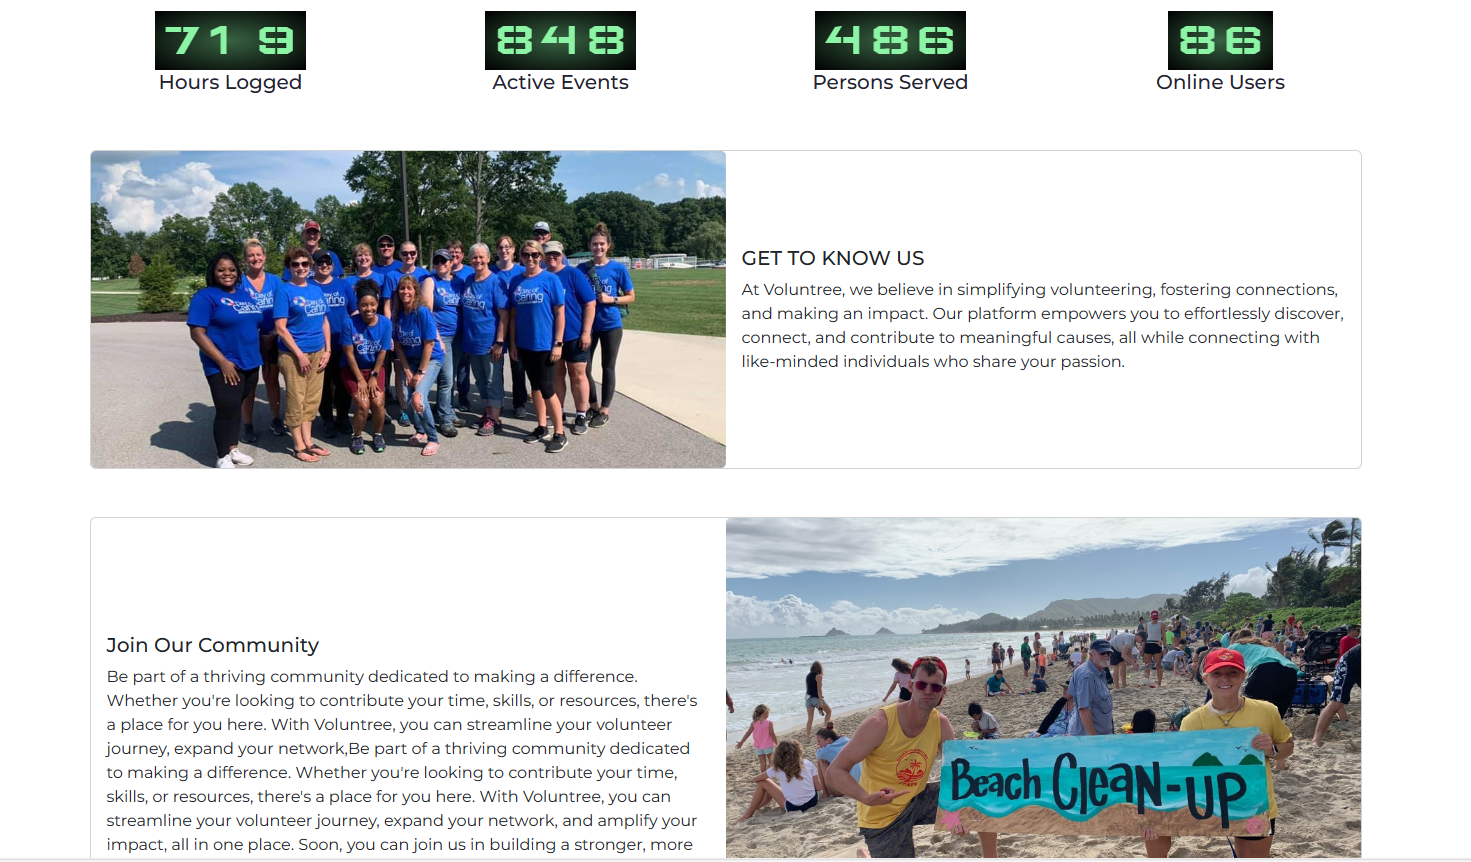 719
848
486
86
Hours Logged
Active Events
Persons Served
Online Users
Day of
Caring
GET TO KNOW US
At Voluntree, we believe in simplifying volunteering, fostering connections,
and making an impact. Our platform empowers you to effortlessly discover,
connect, and contribute to meaningful causes, all while connecting with
like-minded individuals who share your passion.
Join Our Community
Be part of a thriving community dedicated to making a difference.
Whether you're looking to contribute your time, skills, or resources, there's
a place for you here. With Voluntree, you can streamline your volunteer
journey, expand your network,Be part of a thriving community dedicated
to making a difference. Whether you're looking to contribute your time,
skills, or resources, there's a place for you here. With Voluntree, you can
streamline your volunteer journey, expand your network, and amplify your
impact, all in one place. Soon, you can join us in building a stronger, more
Beach CleaN-UP